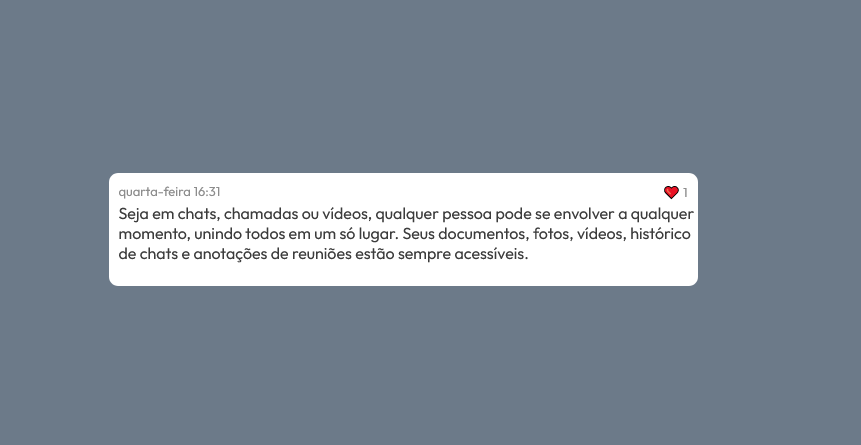 quarta-feira 16:31 1
Seja em chats, chamadas ou vídeos, qualquer pessoa pode se envolver a qualquer
momento, unindo todos em um só lugar. Seus documentos, fotos, vídeos, histórico
de chats e anotações de reuniões estão sempre acessíveis.